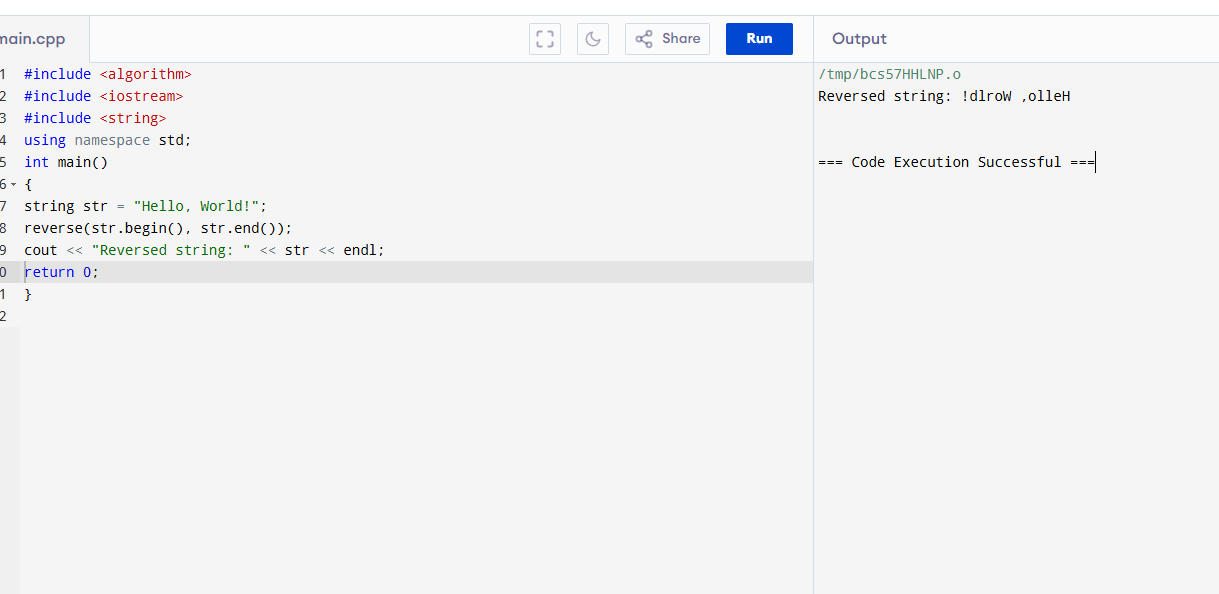 main.cpp
Share
Run
Output
1 #include <algorithm>
2 #include <iostream>
3 #include <string>
4 using namespace std;
5 int main()
6 {
7 string str = "Hello, World!";
8 reverse(str.begin(), str.end());
9 cout << "Reversed string: " << str << endl;
0 return 0;
1 }
2
/tmp/bcs57HHLNP.o
Reversed string: !dlroW ,olleH
=== Code Execution Successful ===